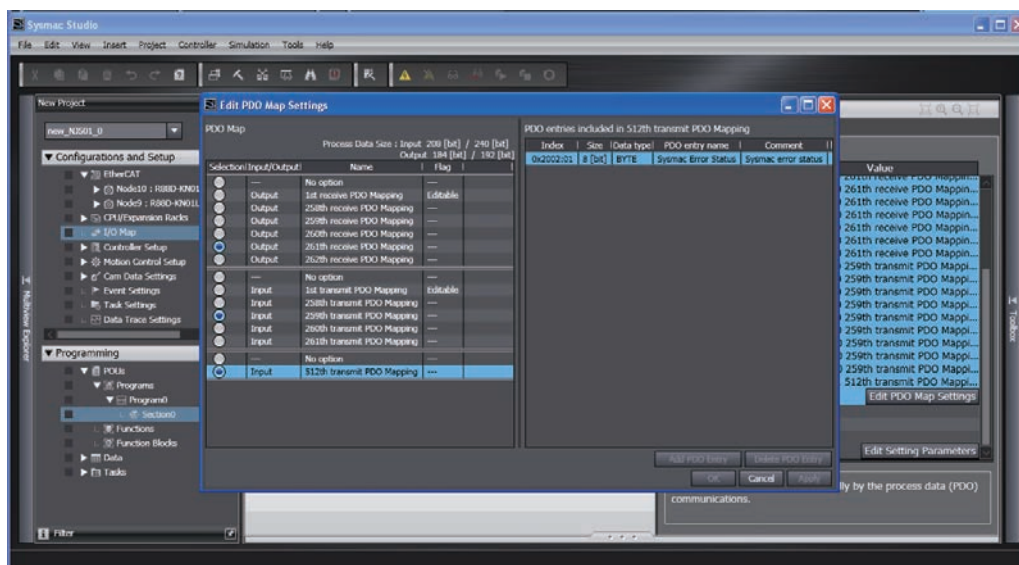 Sysmac Studio
File Edit View Insert Project Controller Simulation Tools Help
New Project
new_NJ501_0
Configurations and Setup
EtherCAT
Node10 : R88D-KN01
Node9 : R88D-KN01L
CPU/Expansion Racks
I/O Map
Controller Setup
Motion Control Setup
Cam Data Settings
Event Settings
Task Settings
Data Trace Settings
Programming
POUs
Programs
Program0
Section0
Functions
Function Blocks
Data
Tasks
Filter
Multiview Explorer
Edit PDO Map Settings
PDO Map
Process Data Size : Input 208 [bit] / 240 [bit]
Output 184 [bit] / 192 [bit]
Selection Input/Output Name Flag
--- No option ---
Output 1st receive PDO Mapping Editable
Output 258th receive PDO Mapping ---
Output 259th receive PDO Mapping ---
Output 260th receive PDO Mapping ---
Output 261th receive PDO Mapping ---
Output 262th receive PDO Mapping ---
--- No option ---
Input 1st transmit PDO Mapping Editable
Input 258th transmit PDO Mapping ---
Input 259th transmit PDO Mapping ---
Input 260th transmit PDO Mapping ---
Input 261th transmit PDO Mapping ---
--- No option ---
Input 512th transmit PDO Mapping ---
PDO entries included in 512th transmit PDO Mapping
Index Size Data type PDO entry name Comment
0x2002:01 8 [bit] BYTE Sysmac Error Status Sysmac error status
Add PDO Entry Delete PDO Entry
OK Cancel Apply
Value
261th receive PDO Mappin...
261th receive PDO Mappin...
261th receive PDO Mappin...
261th receive PDO Mappin...
261th receive PDO Mappin...
261th receive PDO Mappin...
261th receive PDO Mappin...
259th transmit PDO Mappi...
259th transmit PDO Mappi...
259th transmit PDO Mappi...
259th transmit PDO Mappi...
259th transmit PDO Mappi...
259th transmit PDO Mappi...
259th transmit PDO Mappi...
259th transmit PDO Mappi...
259th transmit PDO Mappi...
512th transmit PDO Mappi...
Edit PDO Map Settings
Edit Setting Parameters
lly by the process data (PDO)
communications.
Toolbox